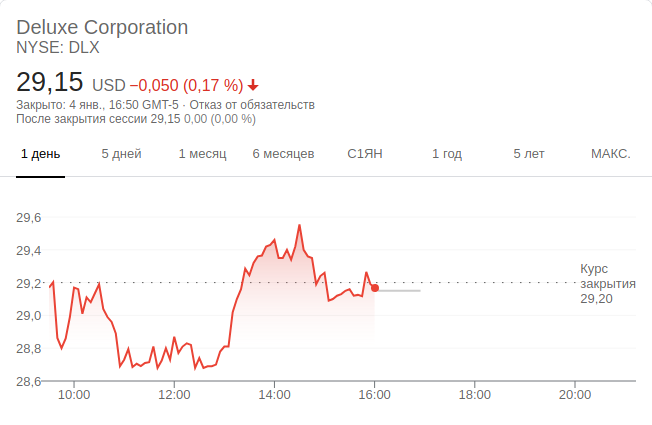 Deluxe Corporation
NYSE: DLX
29,15 USD −0,050 (0,17 %)
Закрыто: 4 янв., 16:50 GMT-5 · Отказ от обязательств
После закрытия сессии 29,15 0,00 (0,00 %)
1 день 5 дней 1 месяц 6 месяцев С1ЯН 1 год 5 лет МАКС.
29,6
29,4
29,2
29,0
28,8
28,6
Курс
закрытия
29,20
10:00 12:00 14:00 16:00 18:00 20:00